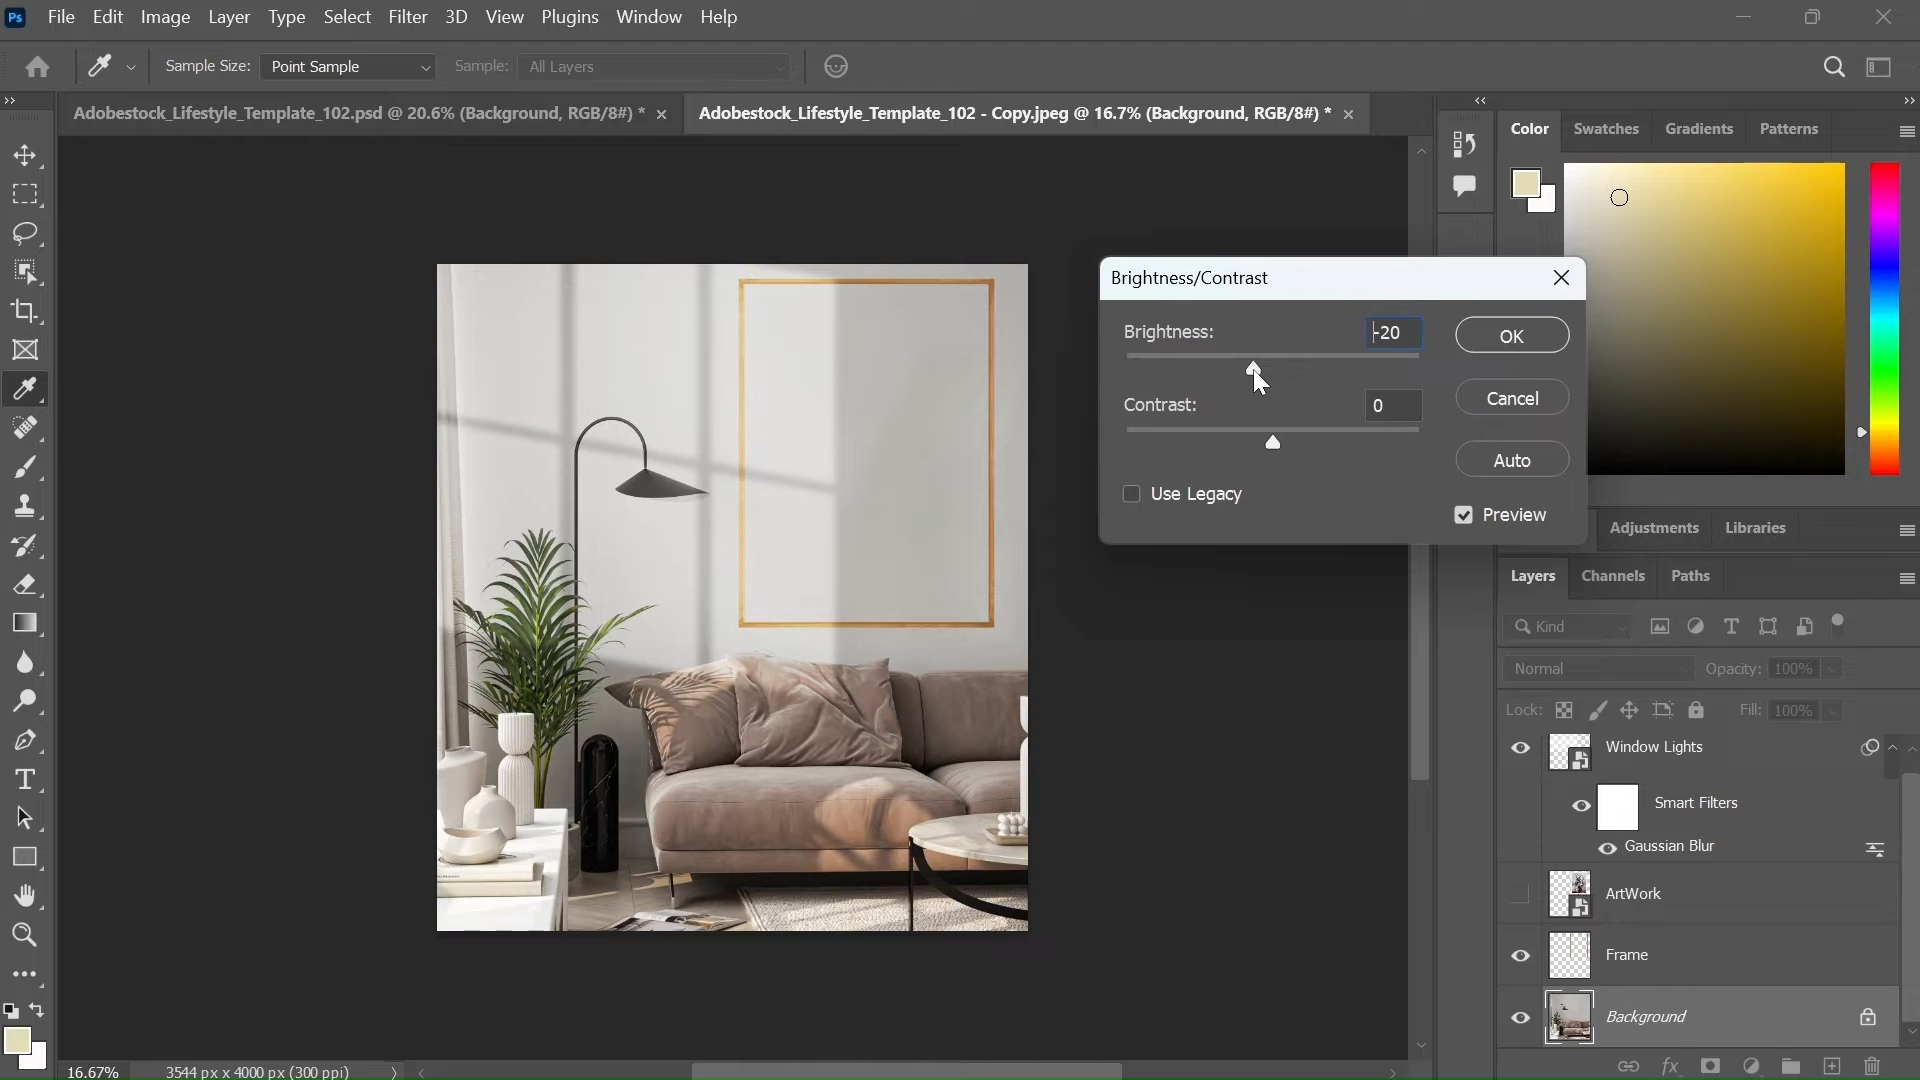 Ps File Edit Image Layer Type Select Filter 3D View Plugins Window Help
Sample Size: Point Sample Sample: All Layers
Adobestock_Lifestyle_Template_102.psd @ 20.6% (Background, RGB/8#) * Adobestock_Lifestyle_Template_102 - Copy.jpeg @ 16.7% (Background, RGB/8#) *
Color Swatches Gradients Patterns
Brightness/Contrast
Brightness: -20
OK
Contrast: 0
Cancel
Auto
Use Legacy
Preview
Adjustments Libraries
Layers Channels Paths
Kind
Normal Opacity: 100%
Lock: Fill: 100%
Window Lights
Smart Filters
Gaussian Blur
ArtWork
Frame
Background
fx
T
16.67% 3544 px x 4000 px (300 ppi)